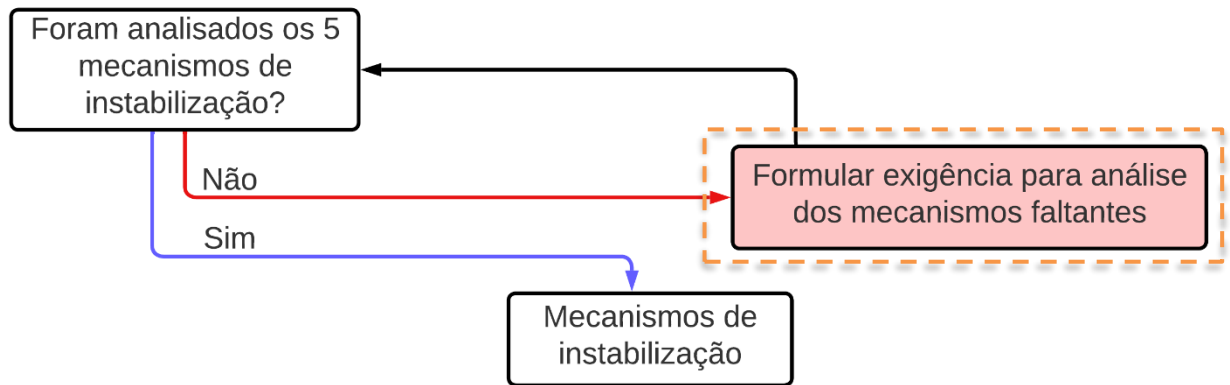 Foram analisados os 5
mecanismos de
instabilização?
Não
Formular exigência para análise
dos mecanismos faltantes
Sim
Mecanismos de
instabilização